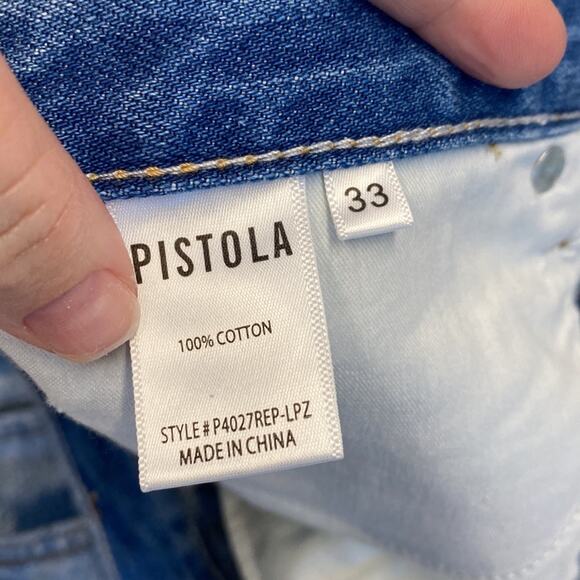 PISTOLA
33
100% COTTON
STYLE # P4027REP-LPZ
MADE IN CHINA